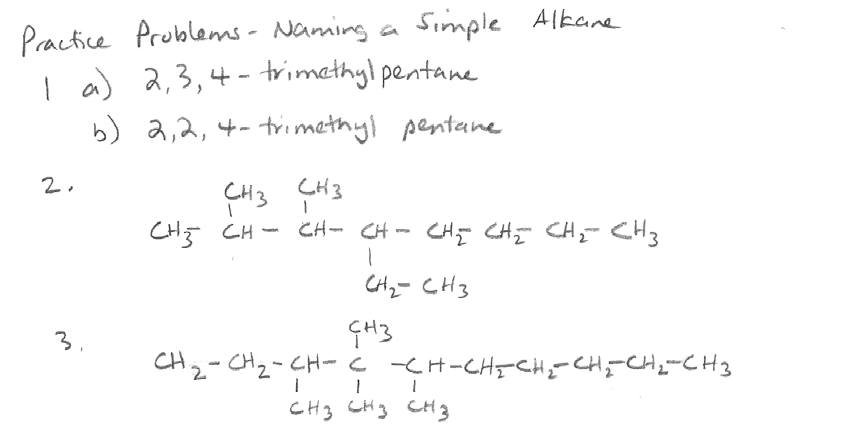 Practice Problems - Naming a Simple Alkane
1 a) 2,3,4-trimethylpentane
b) 2,2,4-trimethyl pentane
2.
CH3 CH3
CH3- CH - CH - CH - CH2- CH2- CH2- CH3
CH2- CH3
3.
CH3
CH2-CH2-CH- C -CH-CH2-CH2-CH2-CH2-CH3
CH3 CH3 CH3